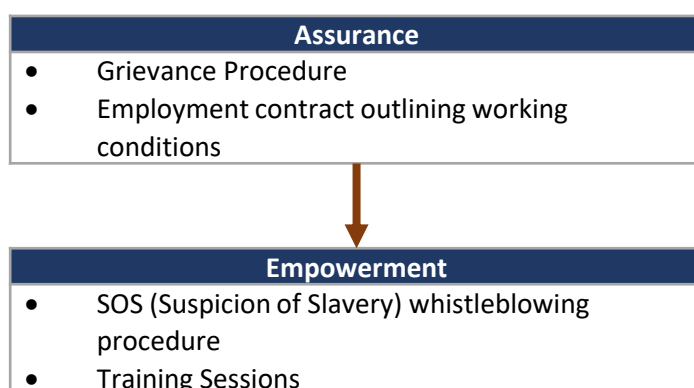 Assurance
• Grievance Procedure
• Employment contract outlining working
conditions
Empowerment
• SOS (Suspicion of Slavery) whistleblowing
procedure
• Training Sessions